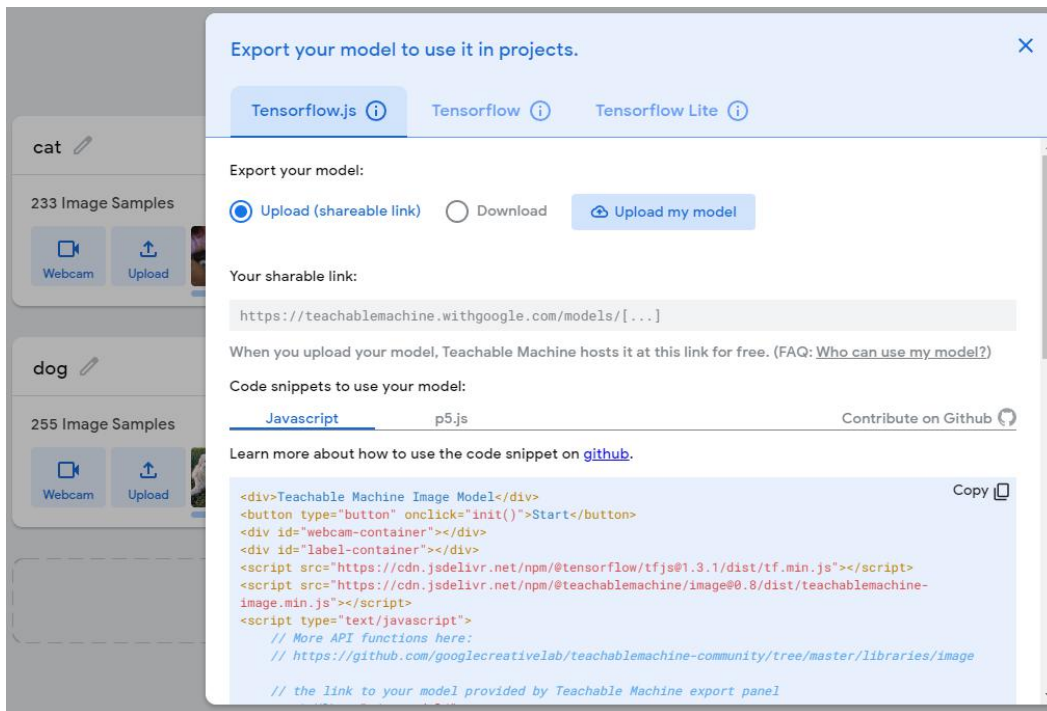 Export your model to use it in projects.
Tensorflow.js
Tensorflow
Tensorflow Lite
cat
233 Image Samples
Webcam
Upload
dog
255 Image Samples
Webcam
Upload
Export your model:
Upload (shareable link)
Download
Upload my model
Your sharable link:
https://teachablemachine.withgoogle.com/models/[...]
When you upload your model, Teachable Machine hosts it at this link for free. (FAQ: Who can use my model?)
Code snippets to use your model:
Javascript
p5.js
Contribute on Github
Learn more about how to use the code snippet on github.
Copy
<div>Teachable Machine Image Model</div>
<button type="button" onclick="init()">Start</button>
<div id="webcam-container"></div>
<div id="label-container"></div>
<script src="https://cdn.jsdelivr.net/npm/@tensorflow/tfjs@1.3.1/dist/tf.min.js"></script>
<script src="https://cdn.jsdelivr.net/npm/@teachablemachine/image@0.8/dist/teachablemachine-
image.min.js"></script>
<script type="text/javascript">
// More API functions here:
// https://github.com/googlecreativelab/teachablemachine-community/tree/master/libraries/image
// the link to your model provided by Teachable Machine export panel